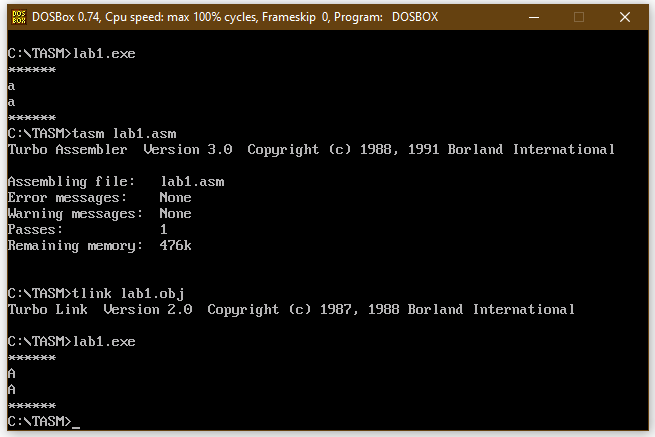 DOS
BOX
DOSBox 0.74, Cpu speed: max 100% cycles, Frameskip 0, Program: DOSBOX
C:\TASM>lab1.exe
******
a
a
******
C:\TASM>tasm lab1.asm
Turbo Assembler  Version 3.0  Copyright (c) 1988, 1991 Borland International
Assembling file:   lab1.asm
Error messages:    None
Warning messages:  None
Passes:            1
Remaining memory:  476k
C:\TASM>tlink lab1.obj
Turbo Link  Version 2.0  Copyright (c) 1987, 1988 Borland International
C:\TASM>lab1.exe
******
A
A
******
C:\TASM>_